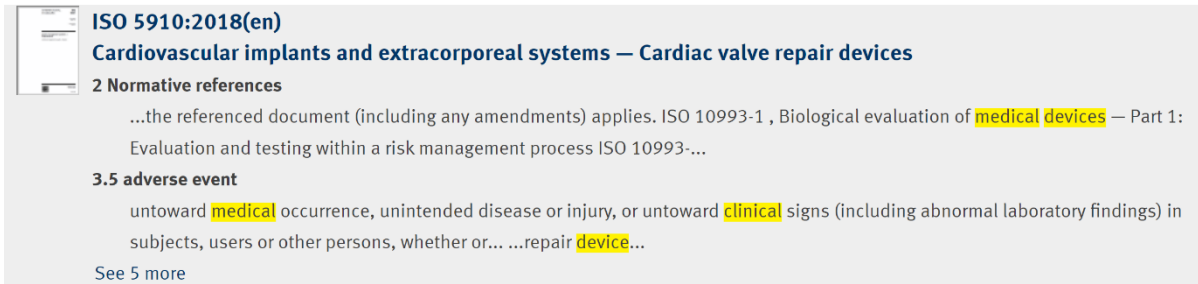 ISO 5910:2018(en)
Cardiovascular implants and extracorporeal systems — Cardiac valve repair devices
2 Normative references
...the referenced document (including any amendments) applies. ISO 10993-1 , Biological evaluation of medical devices — Part 1:
Evaluation and testing within a risk management process ISO 10993-...
3.5 adverse event
untoward medical occurrence, unintended disease or injury, or untoward clinical signs (including abnormal laboratory findings) in
subjects, users or other persons, whether or... ...repair device...
See 5 more